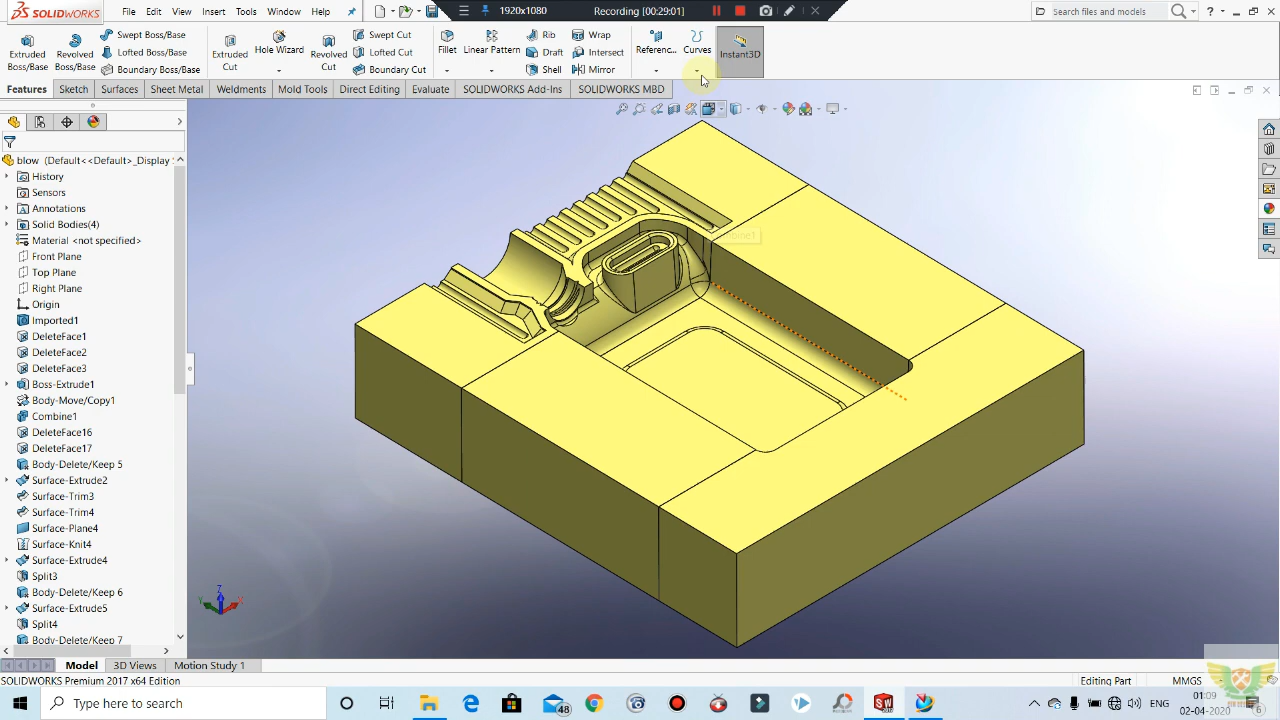 SOLIDWORKS File Edit View Insert Tools Window Help 1920x1080 Recording [00:29:01] Search files and models
Extruded Boss/Base Revolved Boss/Base Swept Boss/Base Lofted Boss/Base Boundary Boss/Base Extruded Cut Hole Wizard Revolved Cut Swept Cut Lofted Cut Boundary Cut Fillet Linear Pattern Rib Draft Shell Wrap Intersect Mirror Referenc... Curves Instant3D
Features Sketch Surfaces Sheet Metal Weldments Mold Tools Direct Editing Evaluate SOLIDWORKS Add-Ins SOLIDWORKS MBD
blow (Default<<Default>_Display
History
Sensors
Annotations
Solid Bodies(4)
Material <not specified>
Front Plane
Top Plane
Right Plane
Origin
Imported1
DeleteFace1
DeleteFace2
DeleteFace3
Boss-Extrude1
Body-Move/Copy1
Combine1
DeleteFace16
DeleteFace17
Body-Delete/Keep 5
Surface-Extrude2
Surface-Trim3
Surface-Trim4
Surface-Plane4
Surface-Knit4
Surface-Extrude4
Split3
Body-Delete/Keep 6
Surface-Extrude5
Split4
Body-Delete/Keep 7
Z
Y
X
Model 3D Views Motion Study 1
SOLIDWORKS Premium 2017 x64 Edition Editing Part MMGS
Type here to search 48 SW 2017 01:09
02-04-2020 6